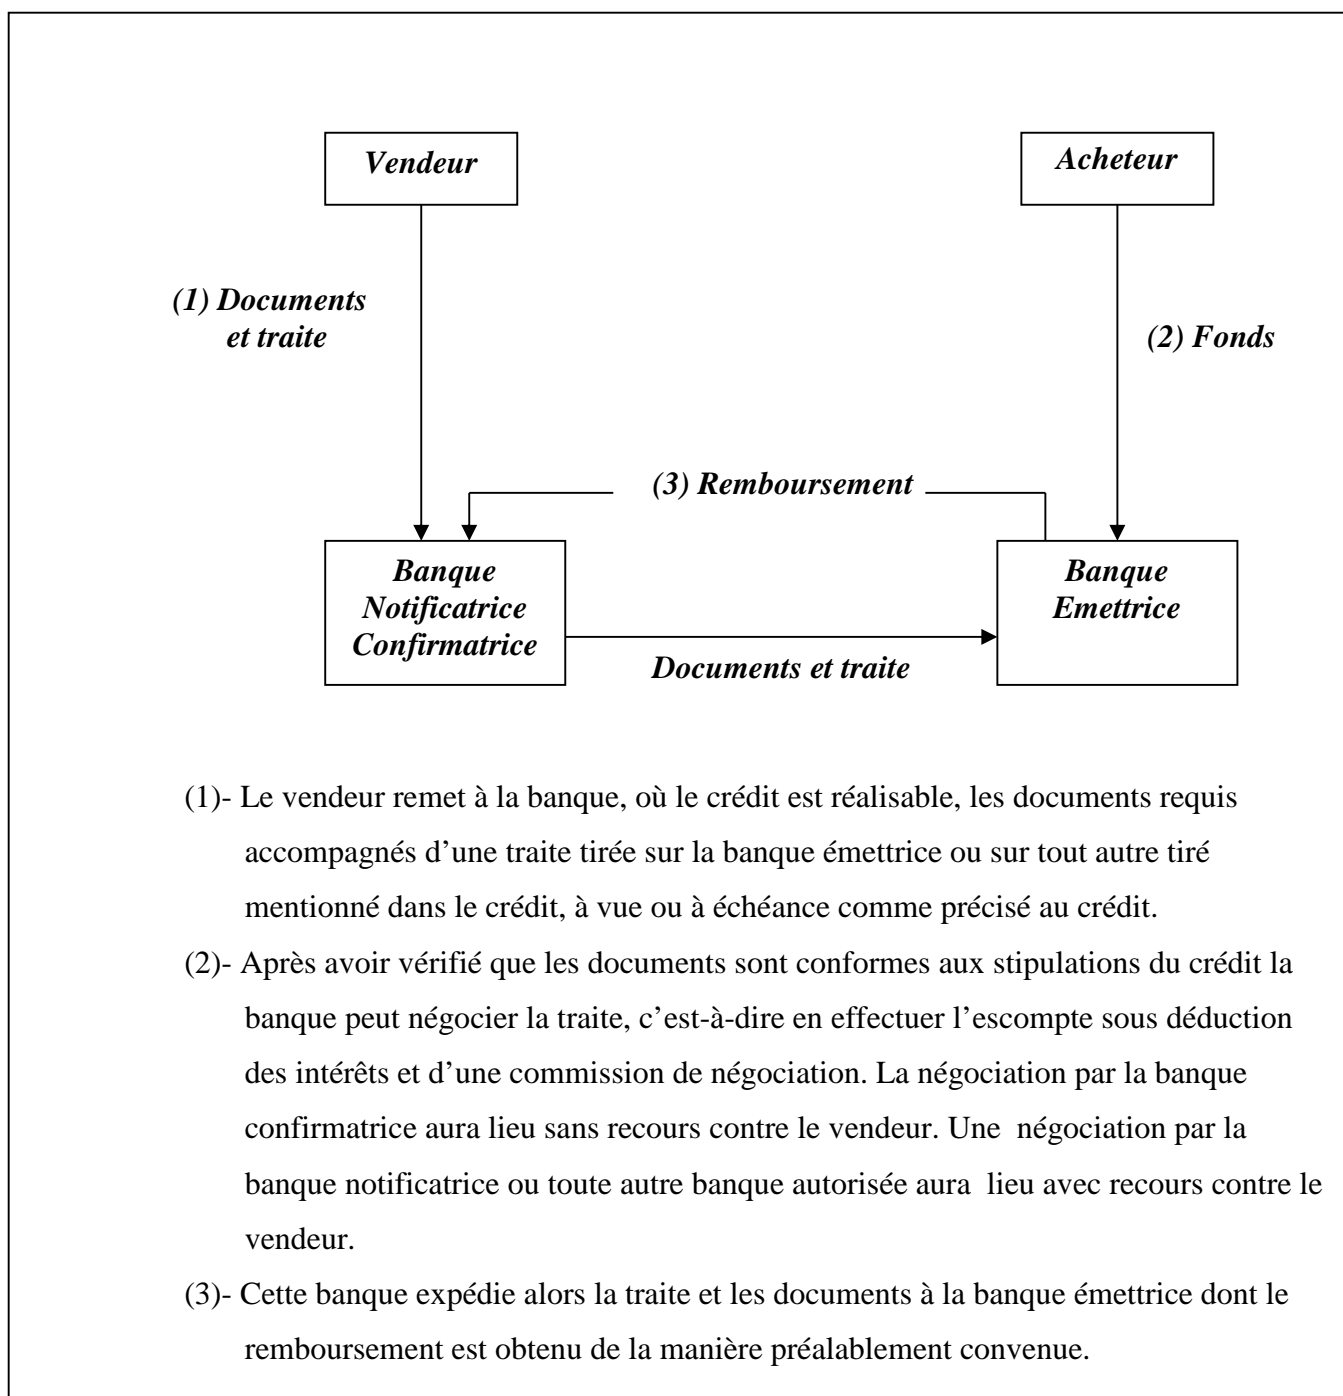 Vendeur
Acheteur
(1) Documents
et traite
(2) Fonds
(3) Remboursement
Banque
Notificatrice
Confirmatrice
Banque
Emettrice
Documents et traite
(1)- Le vendeur remet à la banque, où le crédit est réalisable, les documents requis
accompagnés d’une traite tirée sur la banque émettrice ou sur tout autre tiré
mentionné dans le crédit, à vue ou à échéance comme précisé au crédit.
(2)- Après avoir vérifié que les documents sont conformes aux stipulations du crédit la
banque peut négocier la traite, c’est-à-dire en effectuer l’escompte sous déduction
des intérêts et d’une commission de négociation. La négociation par la banque
confirmatrice aura lieu sans recours contre le vendeur. Une négociation par la
banque notificatrice ou toute autre banque autorisée aura lieu avec recours contre le
vendeur.
(3)- Cette banque expédie alors la traite et les documents à la banque émettrice dont le
remboursement est obtenu de la manière préalablement convenue.